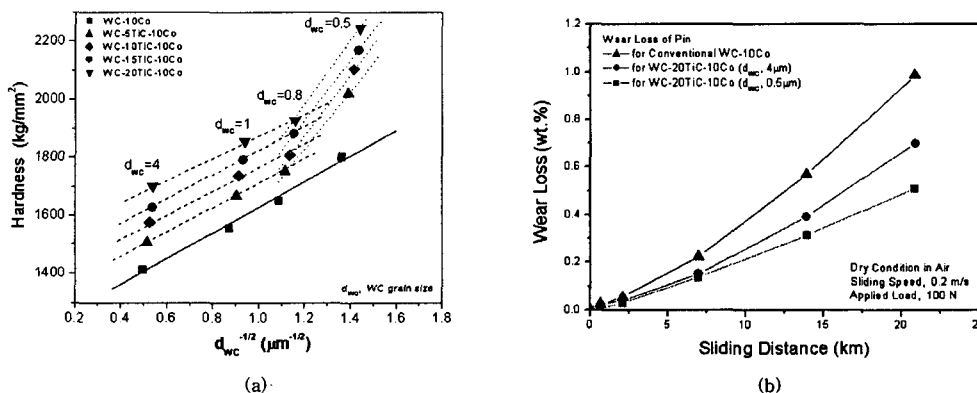 WC-10Co
WC-5TiC-10Co
WC-10TiC-10Co
WC-15TiC-10Co
WC-20TiC-10Co
d_WC=0.5
d_WC=0.8
d_WC=1
d_WC=4
d_WC, WC grain size
Hardness (kg/mm²)
2200
2000
1800
1600
1400
0.2 0.4 0.6 0.8 1.0 1.2 1.4 1.6 1.8
d_WC^-1/2 (μm^-1/2)
(a)
Wear Loss of Pin
for Conventional WC-10Co
for WC-20TiC-10Co (d_WC, 4μm)
for WC-20TiC-10Co (d_WC, 0.5μm)
Dry Condition in Air
Sliding Speed, 0.2 m/s
Applied Load, 100 N
Wear Loss (wt.%)
1.2
1.0
0.8
0.6
0.4
0.2
0.0
0 5 10 15 20 25
Sliding Distance (km)
(b)